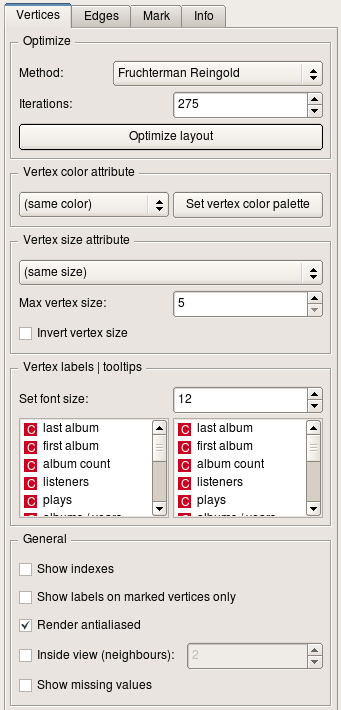 Vertices Edges Mark Info
Optimize
Method: Fruchterman Reingold
Iterations: 275
Optimize layout
Vertex color attribute
(same color) Set vertex color palette
Vertex size attribute
(same size)
Max vertex size: 5
Invert vertex size
Vertex labels | tooltips
Set font size: 12
C last album C last album
C first album C first album
C album count C album count
C listeners C listeners
C plays C plays
General
Show indexes
Show labels on marked vertices only
Render antialiased
Inside view (neighbours): 2
Show missing values